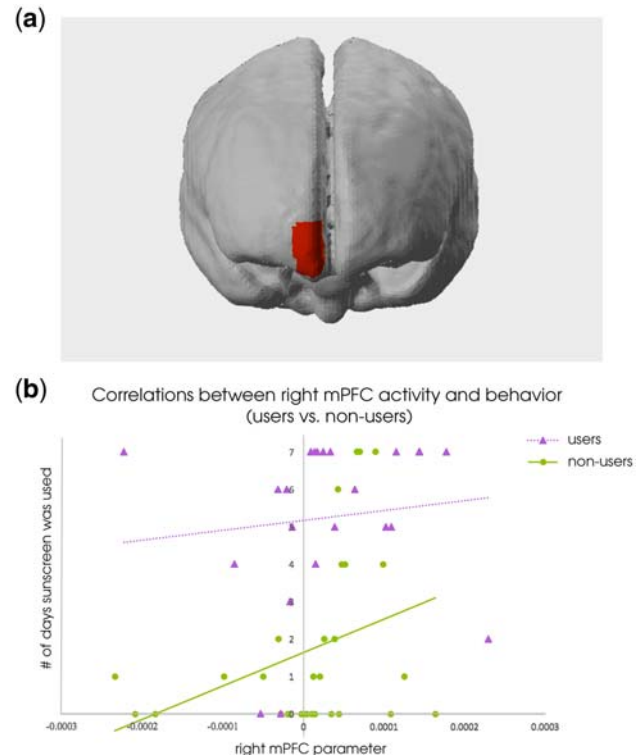 (a)
(b)
Correlations between right mPFC activity and behavior
(users vs. non-users)
users
non-users
# of days sunscreen was used
7
6
5
4
3
2
1
0
-0.0003
-0.0002
-0.0001
0
0.0001
0.0002
0.0003
right mPFC parameter